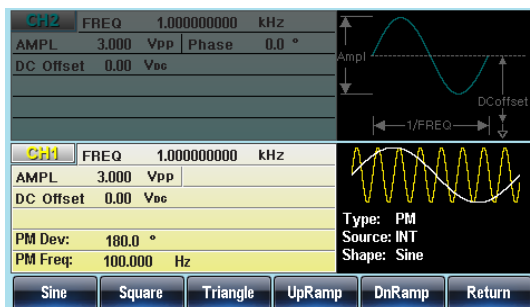 CH2 FREQ 1.000000000 kHz
AMPL 3.000 Vpp Phase 0.0 °
DC Offset 0.00 VDC
Ampl
DCoffset
1/FREQ
CH1 FREQ 1.000000000 kHz
AMPL 3.000 Vpp
DC Offset 0.00 VDC
PM Dev: 180.0 °
PM Freq: 100.000 Hz
Type: PM
Source: INT
Shape: Sine
Sine Square Triangle UpRamp DnRamp Return